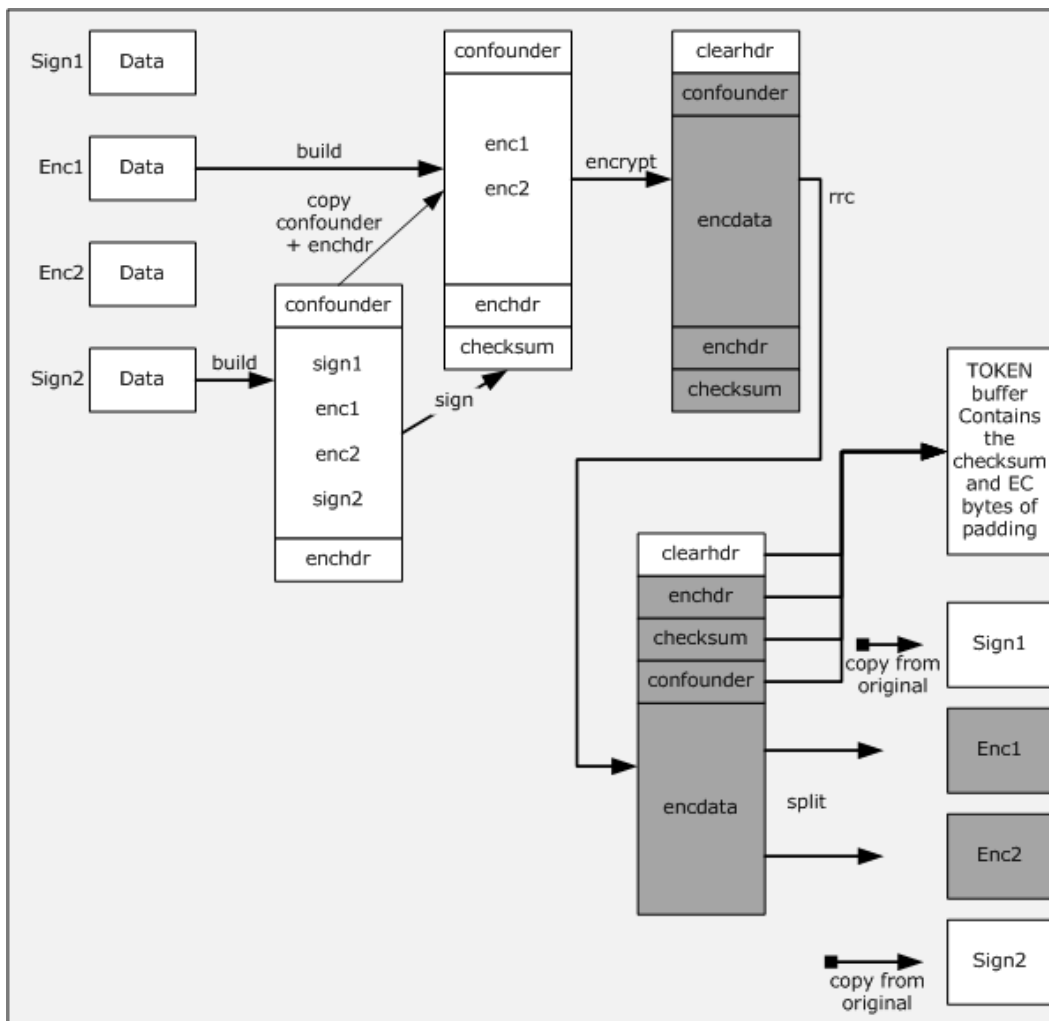 Sign1
Data
Enc1
Data
Enc2
Data
Sign2
Data
build
copy
confounder
+ enchdr
build
confounder
sign1
enc1
enc2
sign2
enchdr
sign
confounder
enc1
enc2
enchdr
checksum
encrypt
clearhdr
confounder
encdata
enchdr
checksum
rrc
clearhdr
enchdr
checksum
confounder
encdata
split
TOKEN
buffer
Contains
the
checksum
and EC
bytes of
padding
copy from
original
Sign1
Enc1
Enc2
copy from
original
Sign2